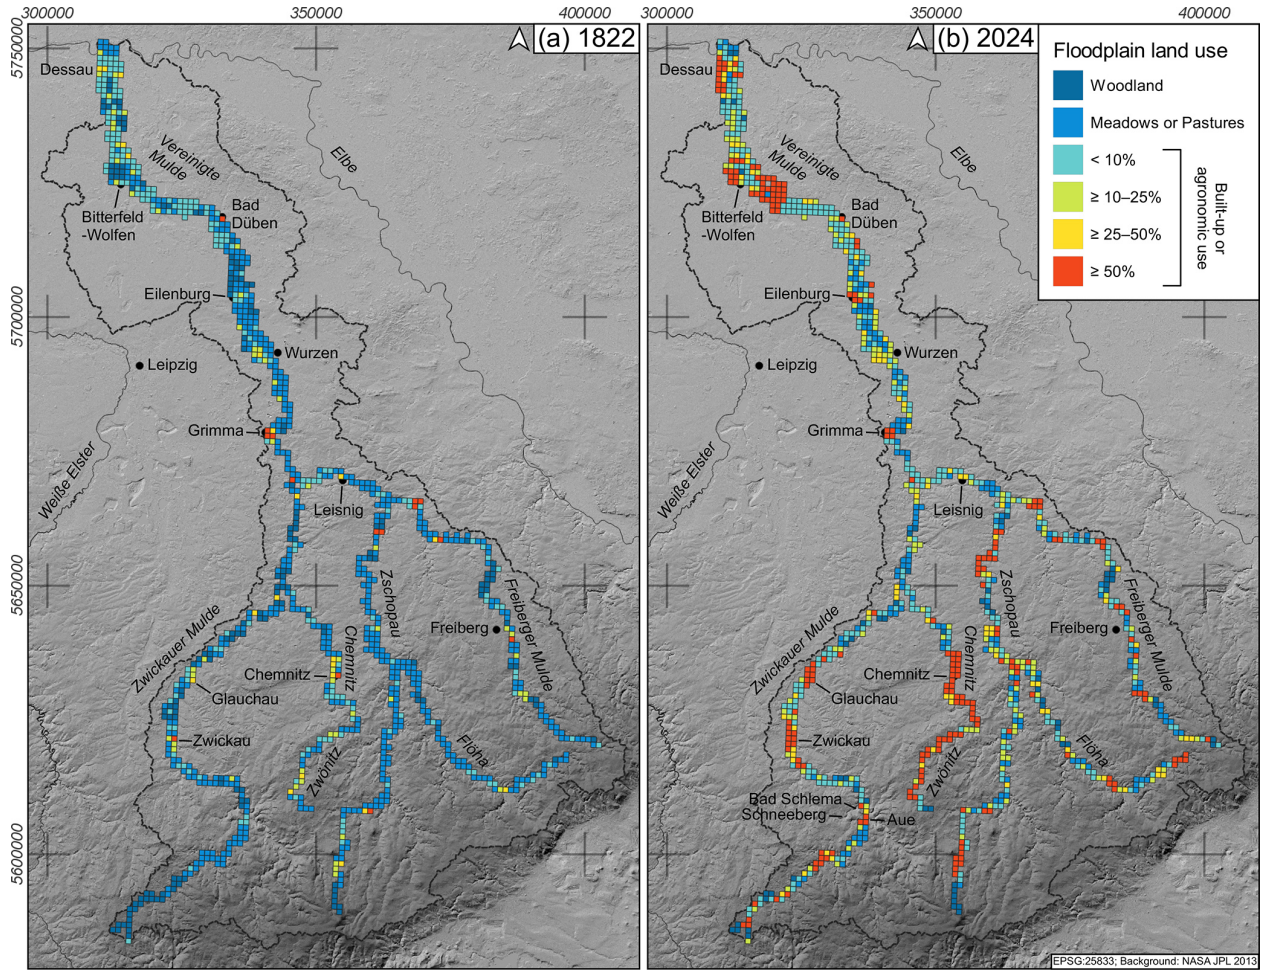 300000
350000
400000
300000
350000
400000
5750000
5700000
5650000
5600000
(a) 1822
Dessau
Vereinigte
Mulde
Elbe
Bitterfeld
-Wolfen
Bad
Düben
Eilenburg
Wurzen
Leipzig
Grimma
Weiße Elster
Leisnig
Zschopau
Freiberger Mulde
Freiberg
Zwickauer Mulde
Chemnitz
Chemnitz
Glauchau
Zwickau
Flöha
Zwönitz
(b) 2024
Dessau
Vereinigte
Mulde
Elbe
Bitterfeld
-Wolfen
Bad
Düben
Eilenburg
Wurzen
Leipzig
Grimma
Weiße Elster
Leisnig
Zschopau
Freiberger Mulde
Freiberg
Zwickauer Mulde
Chemnitz
Chemnitz
Glauchau
Zwickau
Flöha
Zwönitz
Bad Schlema
Schneeberg
Aue
Floodplain land use
Woodland
Meadows or Pastures
< 10%
≥ 10–25%
≥ 25–50%
≥ 50%
Built-up or
agronomic use
EPSG:25833; Background: NASA JPL 2013